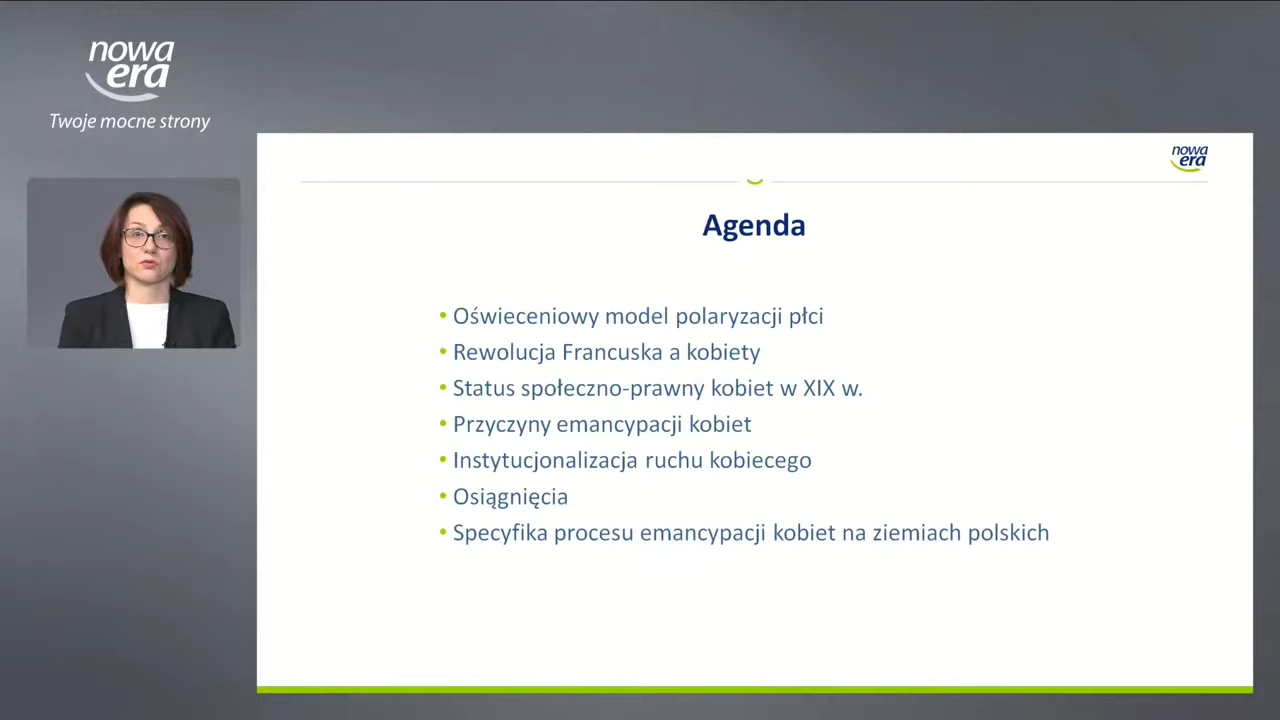 nowa
era
Twoje mocne strony
nowa
era
Agenda
• Oświeceniowy model polaryzacji płci
• Rewolucja Francuska a kobiety
• Status społeczno-prawny kobiet w XIX w.
• Przyczyny emancypacji kobiet
• Instytucjonalizacja ruchu kobiecego
• Osiągnięcia
• Specyfika procesu emancypacji kobiet na ziemiach polskich